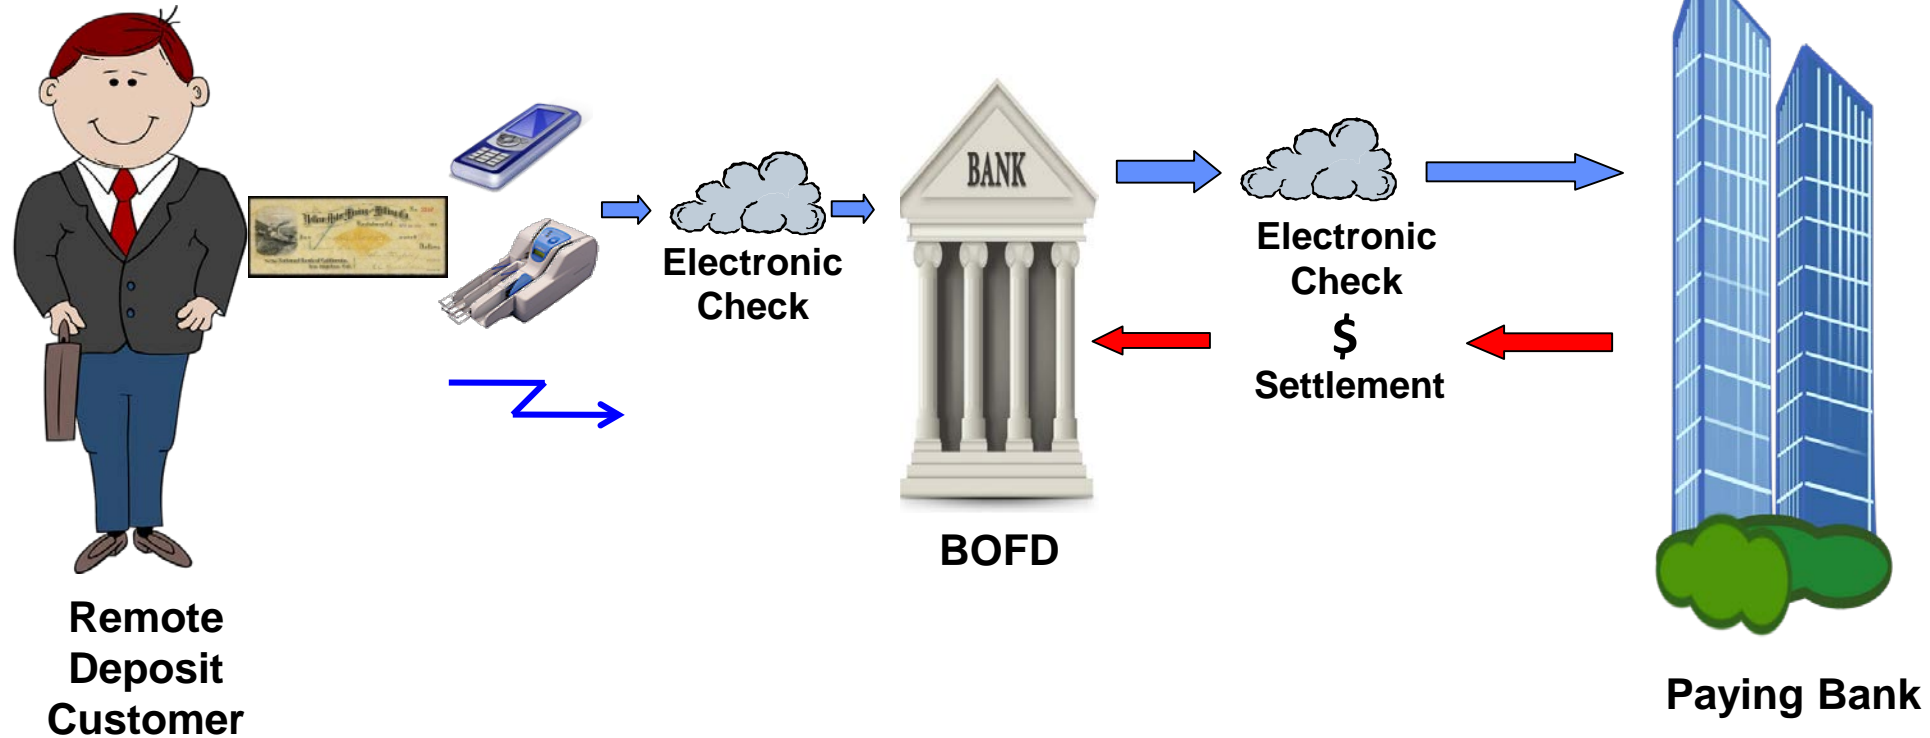 BANK
Electronic
Check
Electronic
Check
$
Settlement
BOFD
Remote
Deposit
Customer
Paying Bank